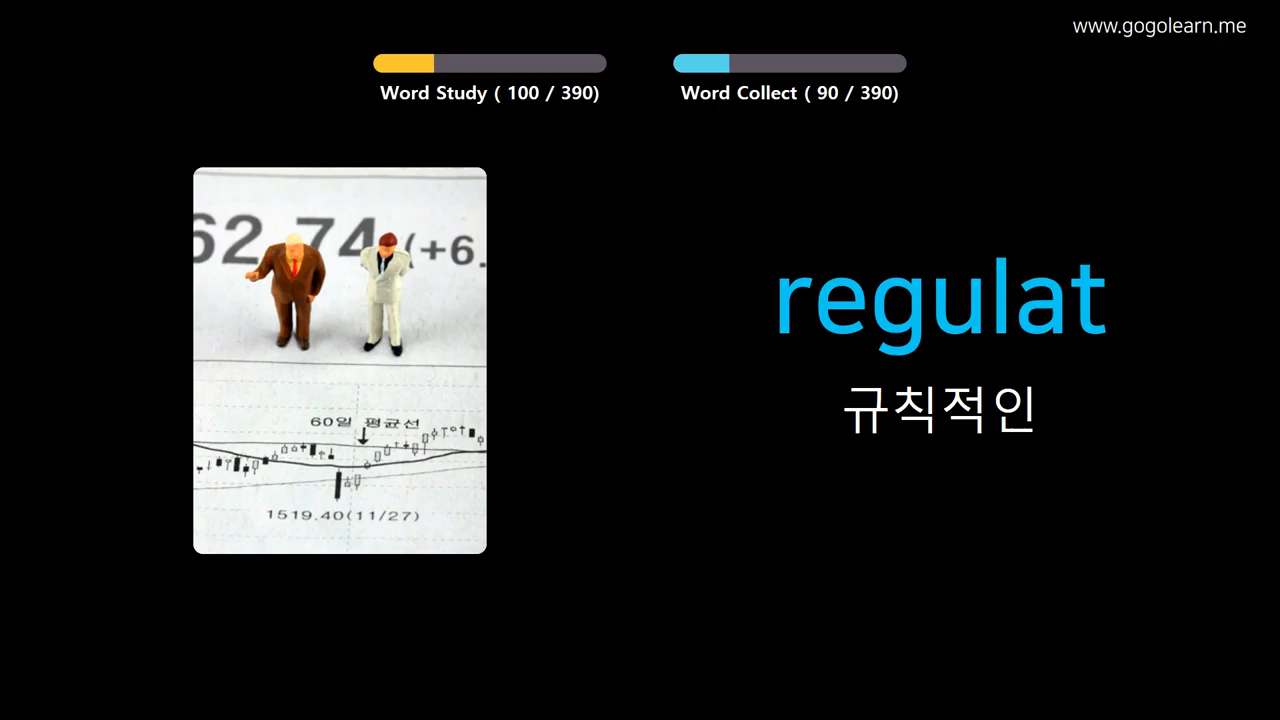 www.gogolearn.me
Word Study ( 100 / 390)
Word Collect ( 90 / 390)
62.74 (+6.
60일 평균선
1519.40(11/27)
regulat
규칙적인